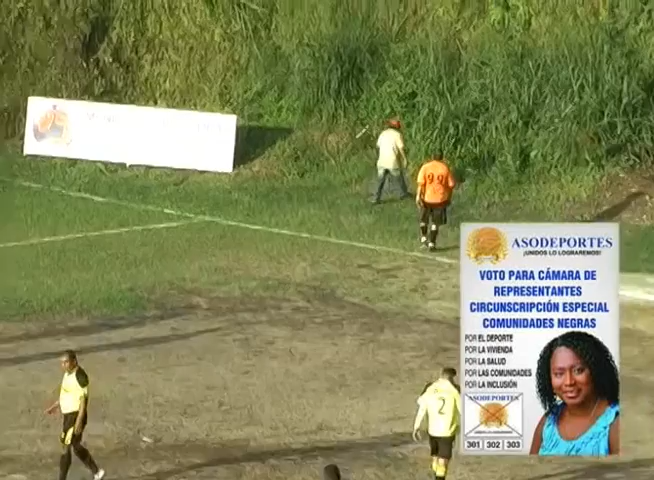 99
ASODEPORTES
¡UNIDOS LO LOGRAREMOS!
VOTO PARA CÁMARA DE
REPRESENTANTES
CIRCUNSCRIPCIÓN ESPECIAL
COMUNIDADES NEGRAS
POR EL DEPORTE
POR LA VIVIENDA
POR LA SALUD
POR LAS COMUNIDADES
POR LA INCLUSIÓN
ASODEPORTES
301 302 303
2